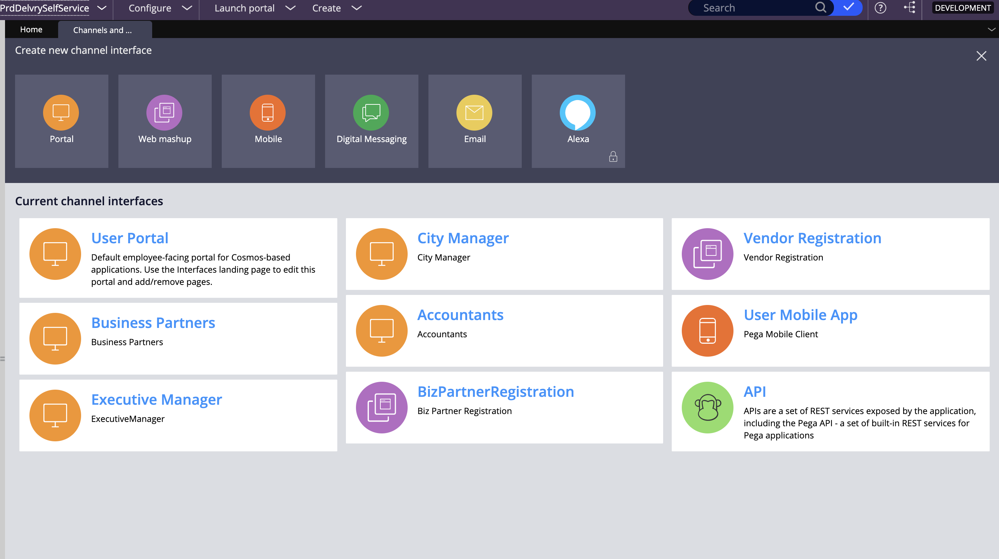 PrdDelvrySelfService
Configure
Launch portal
Create
Search
DEVELOPMENT
Home
Channels and ...
Create new channel interface
Portal
Web mashup
Mobile
Digital Messaging
Email
Alexa
Current channel interfaces
User Portal
Default employee-facing portal for Cosmos-based
applications. Use the Interfaces landing page to edit this
portal and add/remove pages.
Business Partners
Business Partners
Executive Manager
ExecutiveManager
City Manager
City Manager
Accountants
Accountants
BizPartnerRegistration
Biz Partner Registration
Vendor Registration
Vendor Registration
User Mobile App
Pega Mobile Client
API
APIs are a set of REST services exposed by the application,
including the Pega API - a set of built-in REST services for
Pega applications